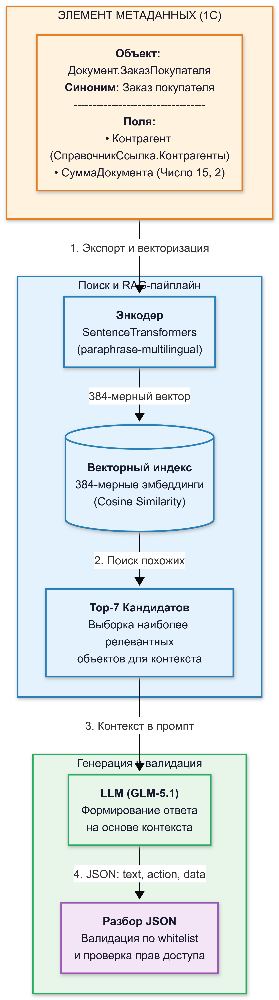 ЭЛЕМЕНТ МЕТАДАННЫХ (1С)
Объект:
Документ.ЗаказПокупателя
Синоним: Заказ покупателя
-----------------------------------
Поля:
• Контрагент
(СправочникСсылка.Контрагенты)
• СуммаДокумента (Число 15, 2)
1. Экспорт и векторизация
Поиск и RAG-пайплайн
Энкодер
SentenceTransformers
(paraphrase-multilingual)
384-мерный вектор
Векторный индекс
384-мерные эмбеддинги
(Cosine Similarity)
2. Поиск похожих
Top-7 Кандидатов
Выборка наиболее
релевантных
объектов для контекста
3. Контекст в промпт
Генерация и валидация
LLM (GLM-5.1)
Формирование ответа
на основе контекста
4. JSON: text, action, data
Разбор JSON
Валидация по whitelist
и проверка прав доступа